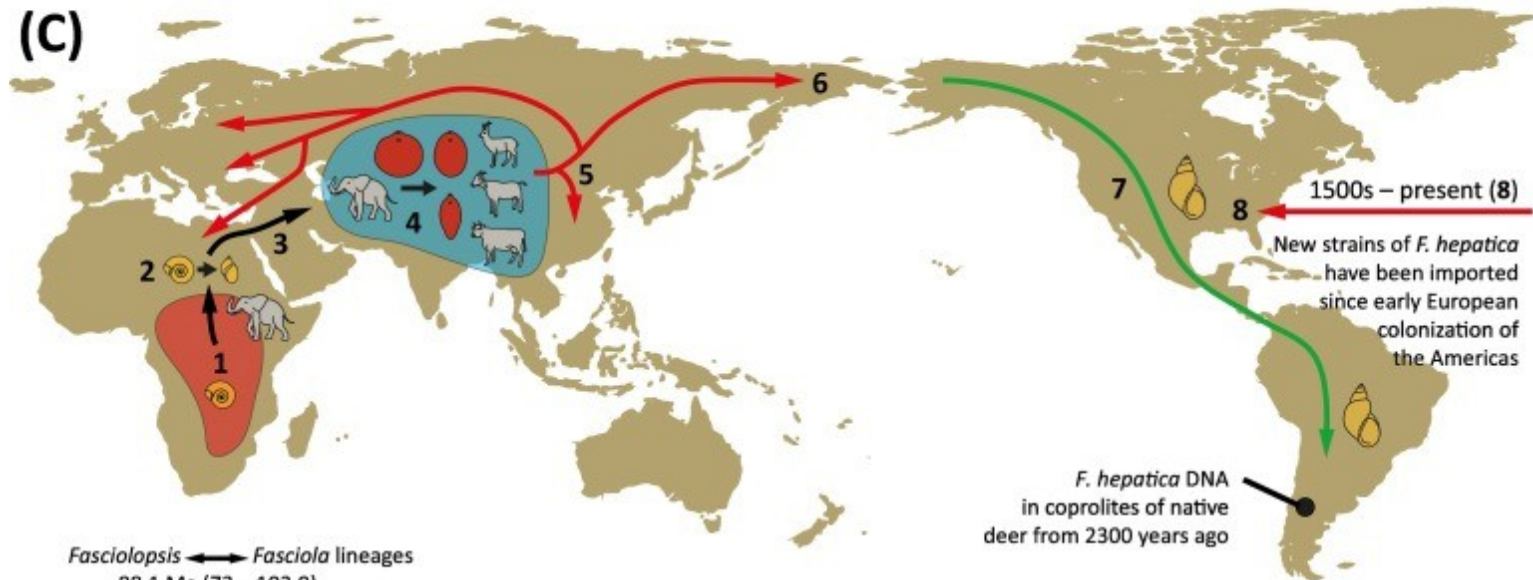 (C)
6
5
4
3
2
1
7
8
1500s – present (8)
New strains of F. hepatica
have been imported
since early European
colonization of
the Americas
F. hepatica DNA
in coprolites of native
deer from 2300 years ago
Fasciolopsis Fasciola lineages